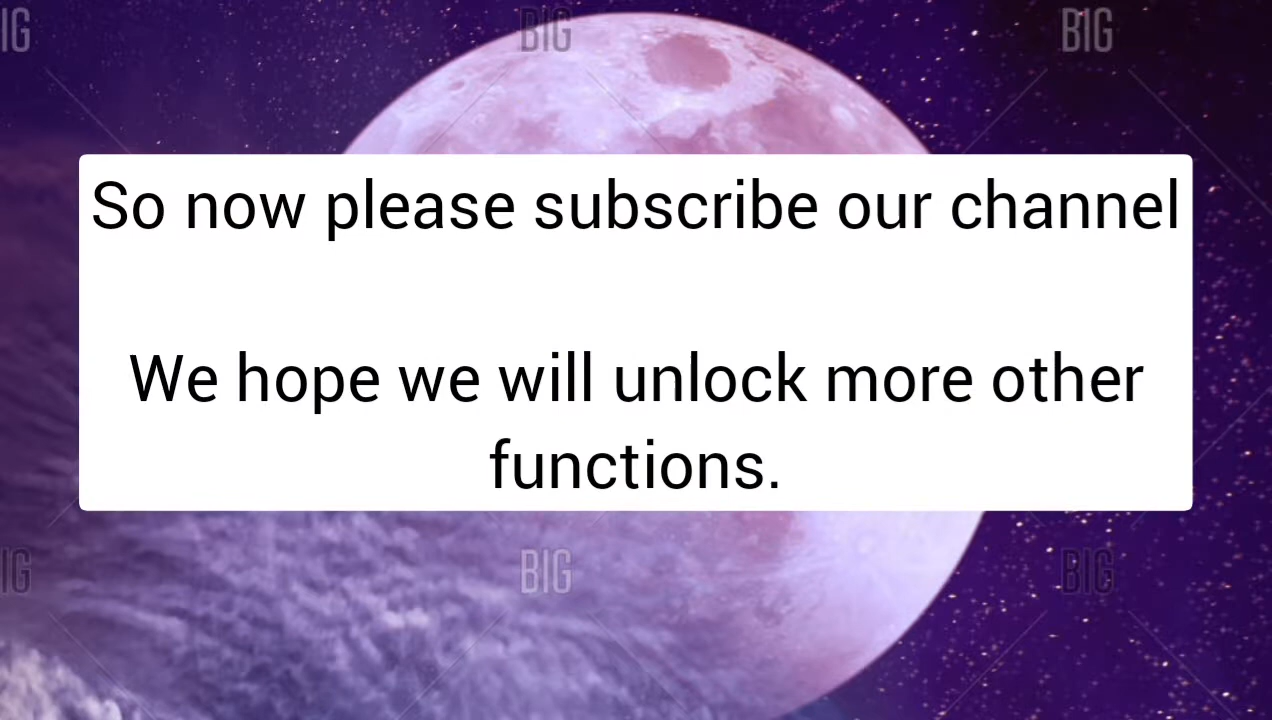 BIG
BIG
So now please subscribe our channel
We hope we will unlock more other
functions.
BIG
BIG